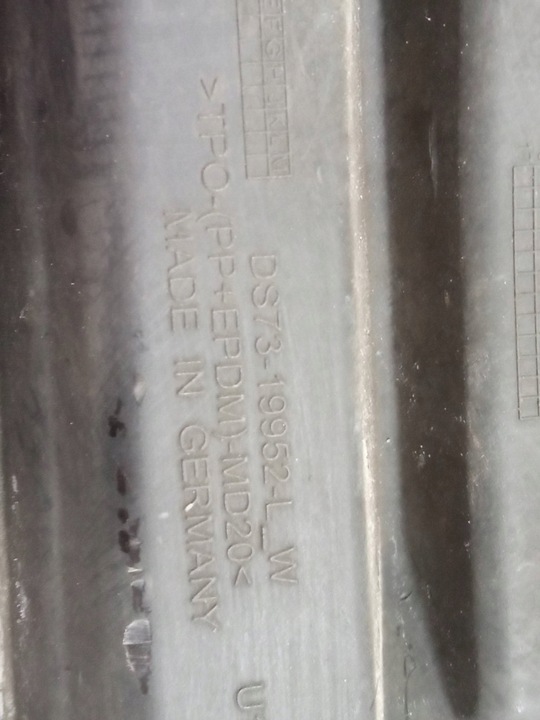 DS73-19952-L_W
>TPO-(PP+EPDM)-MD20<
MADE IN GERMANY